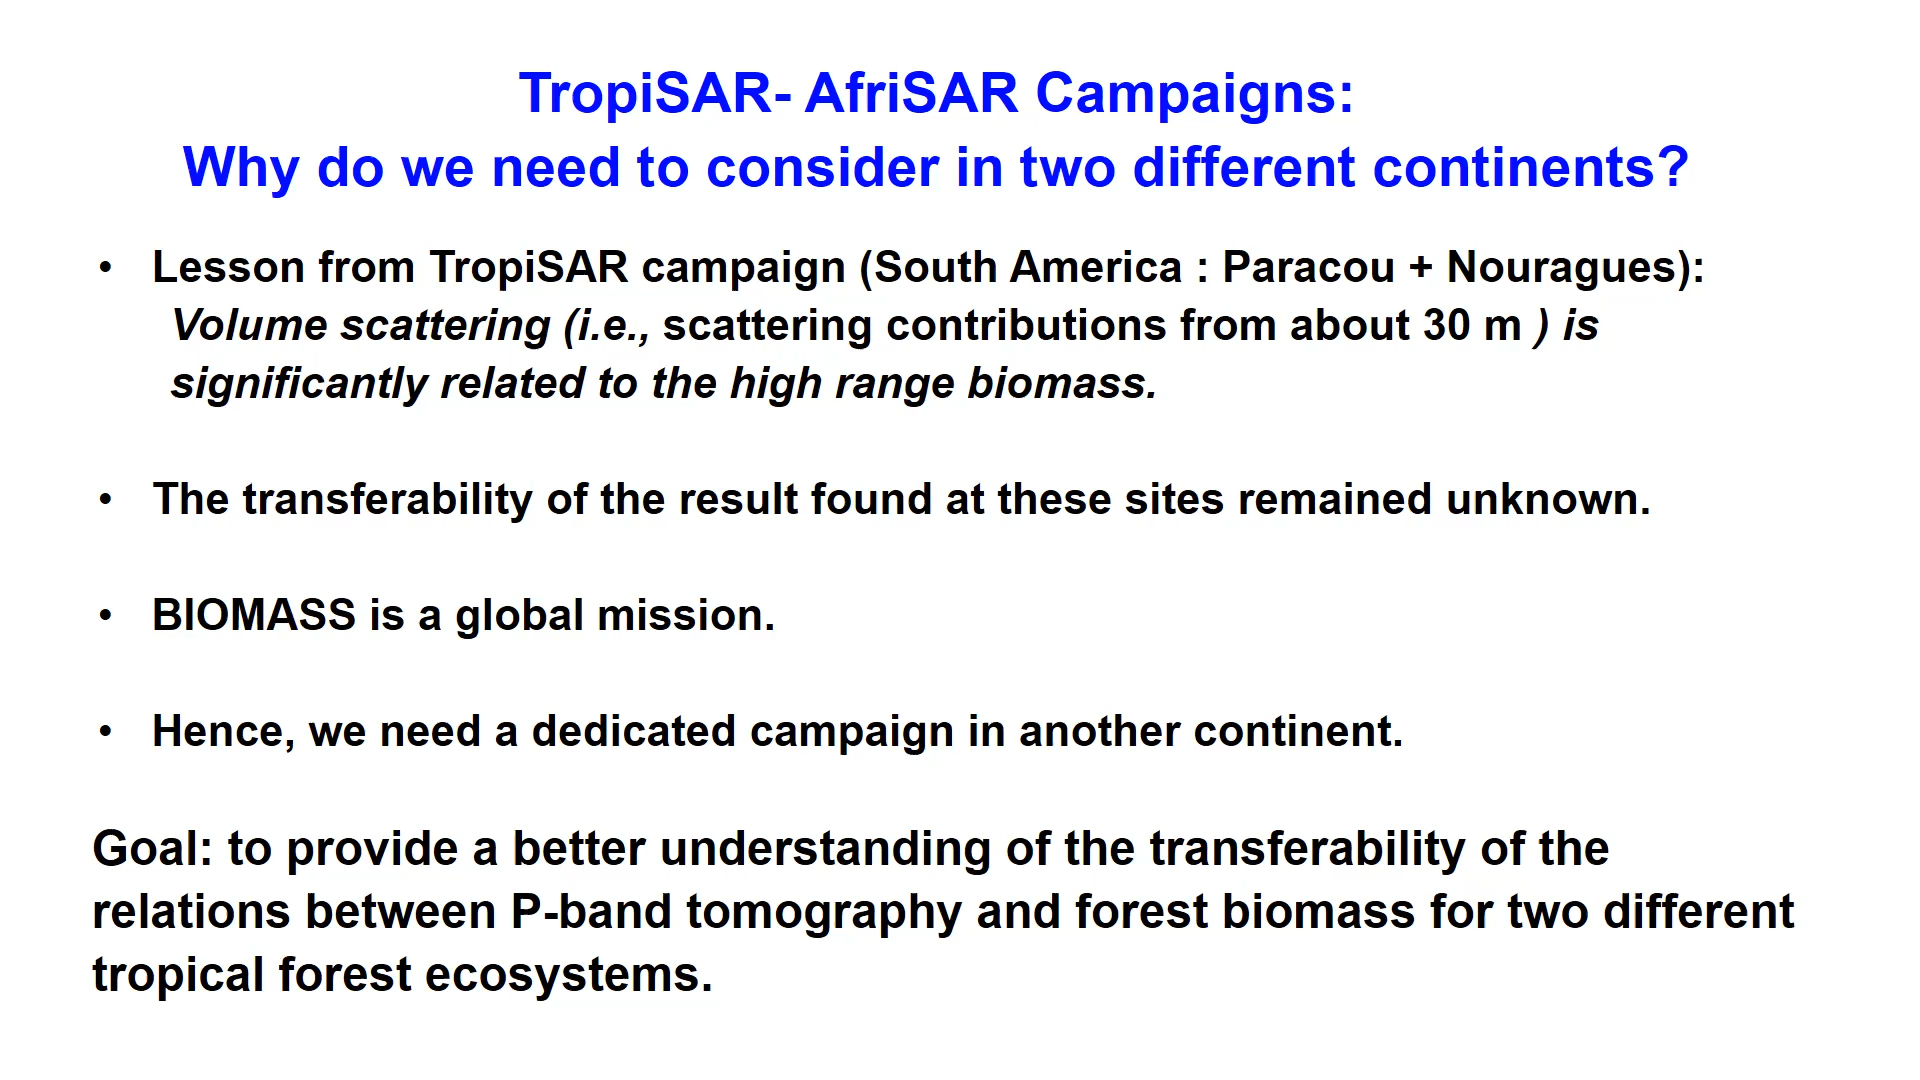 TropiSAR- AfriSAR Campaigns:
Why do we need to consider in two different continents?
• Lesson from TropiSAR campaign (South America : Paracou + Nouragues):
Volume scattering (i.e., scattering contributions from about 30 m ) is
significantly related to the high range biomass.
• The transferability of the result found at these sites remained unknown.
• BIOMASS is a global mission.
• Hence, we need a dedicated campaign in another continent.
Goal: to provide a better understanding of the transferability of the
relations between P-band tomography and forest biomass for two different
tropical forest ecosystems.